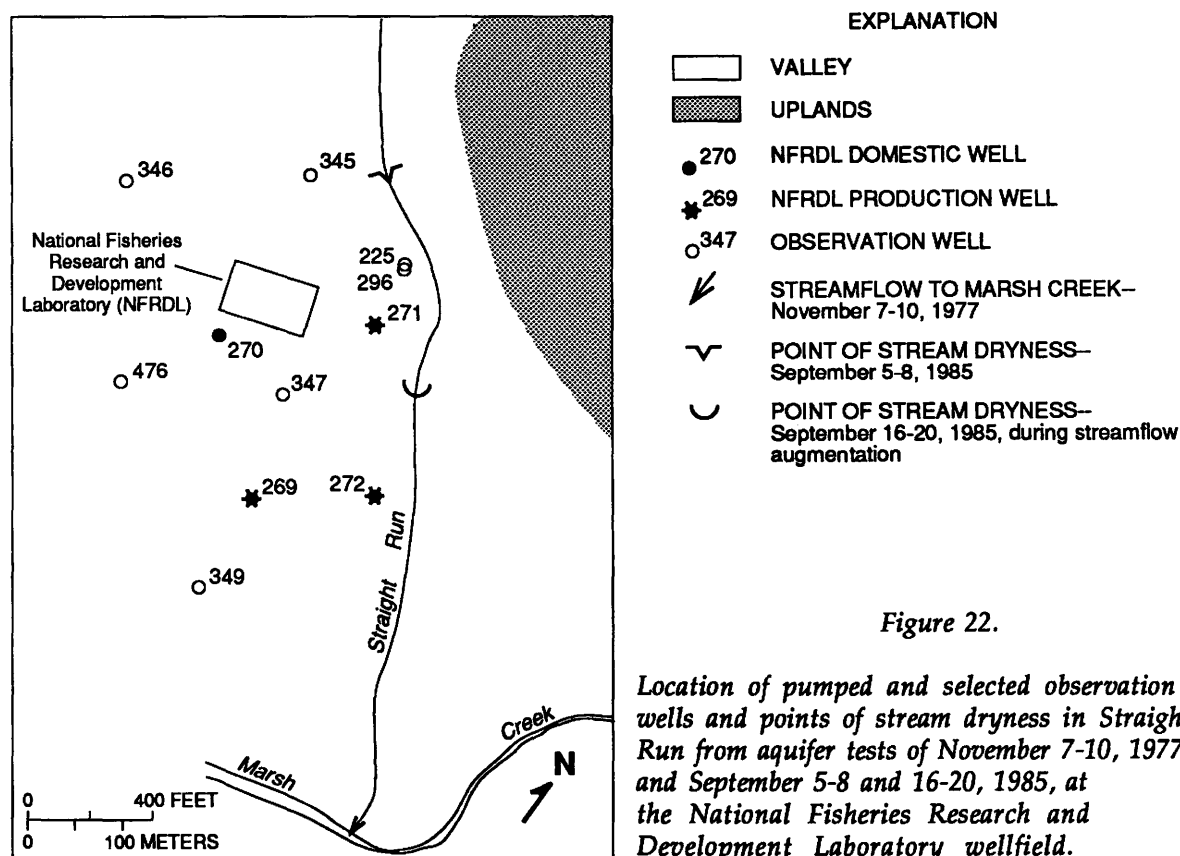 346
345
National Fisheries
Research and
Development
Laboratory (NFRDL)
225
296
271
270
476
347
269
272
349
Straight Run
Marsh Creek
N
0 400 FEET
0 100 METERS
EXPLANATION
VALLEY
UPLANDS
270 NFRDL DOMESTIC WELL
269 NFRDL PRODUCTION WELL
347 OBSERVATION WELL
STREAMFLOW TO MARSH CREEK–
November 7-10, 1977
POINT OF STREAM DRYNESS–
September 5-8, 1985
POINT OF STREAM DRYNESS–
September 16-20, 1985, during streamflow
augmentation
Figure 22.
Location of pumped and selected observation
wells and points of stream dryness in Straigh
Run from aquifer tests of November 7-10, 1977
and September 5-8 and 16-20, 1985, at
the National Fisheries Research and
Development Laboratory wellfield.